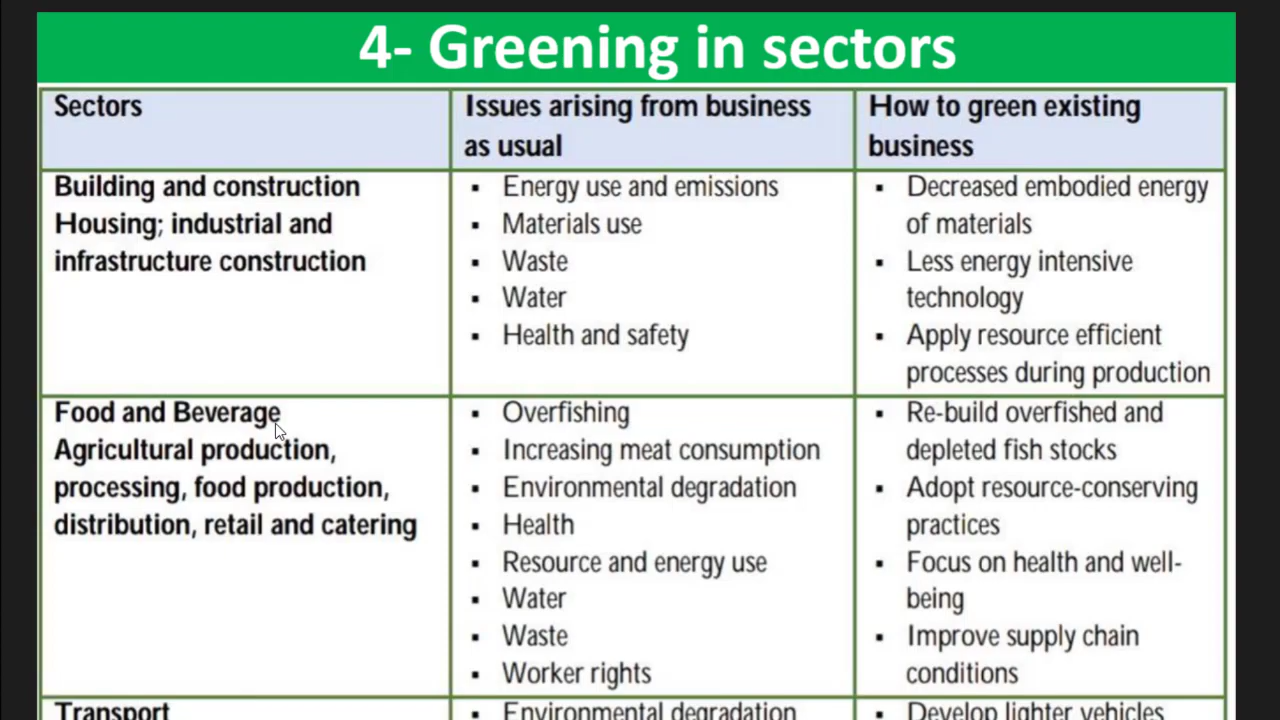 4- Greening in sectors
Sectors
Issues arising from business
as usual
How to green existing
business
Building and construction
Housing; industrial and
infrastructure construction
▪ Energy use and emissions
▪ Materials use
▪ Waste
▪ Water
▪ Health and safety
▪ Decreased embodied energy
of materials
▪ Less energy intensive
technology
▪ Apply resource efficient
processes during production
Food and Beverage
Agricultural production,
processing, food production,
distribution, retail and catering
▪ Overfishing
▪ Increasing meat consumption
▪ Environmental degradation
▪ Health
▪ Resource and energy use
▪ Water
▪ Waste
▪ Worker rights
▪ Re-build overfished and
depleted fish stocks
▪ Adopt resource-conserving
practices
▪ Focus on health and well-
being
▪ Improve supply chain
conditions
Transport
▪ Environmental degradation
▪ Develop lighter vehicles